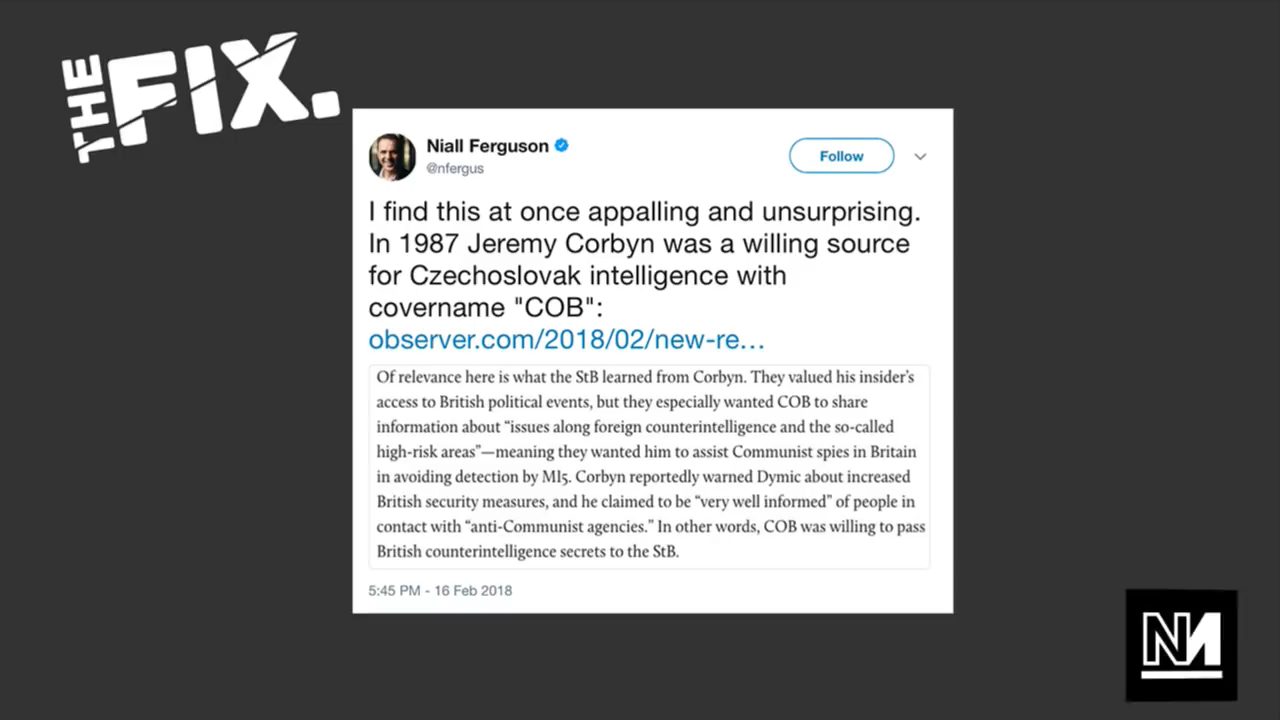 THE FIX.
Niall Ferguson
@nfergus
Follow
I find this at once appalling and unsurprising.
In 1987 Jeremy Corbyn was a willing source
for Czechoslovak intelligence with
covername "COB":
observer.com/2018/02/new-re…
Of relevance here is what the StB learned from Corbyn. They valued his insider's
access to British political events, but they especially wanted COB to share
information about “issues along foreign counterintelligence and the so-called
high-risk areas”—meaning they wanted him to assist Communist spies in Britain
in avoiding detection by MI5. Corbyn reportedly warned Dymic about increased
British security measures, and he claimed to be “very well informed” of people in
contact with “anti-Communist agencies.” In other words, COB was willing to pass
British counterintelligence secrets to the StB.
5:45 PM - 16 Feb 2018
NM